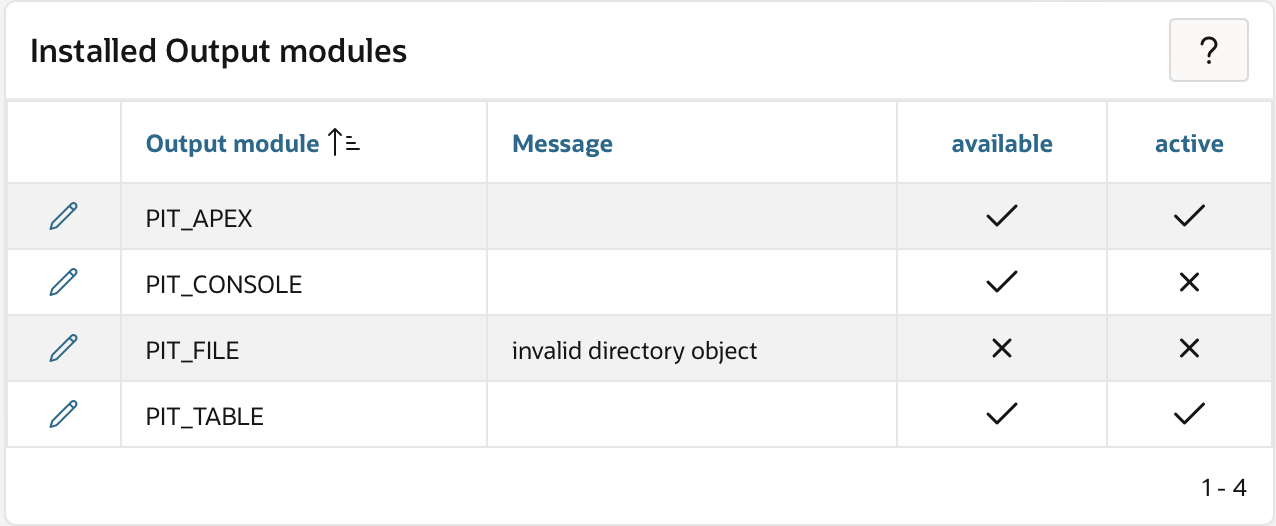 Installed Output modules
?
Output module Message available active
PIT_APEX
PIT_CONSOLE
PIT_FILE invalid directory object
PIT_TABLE
1 - 4